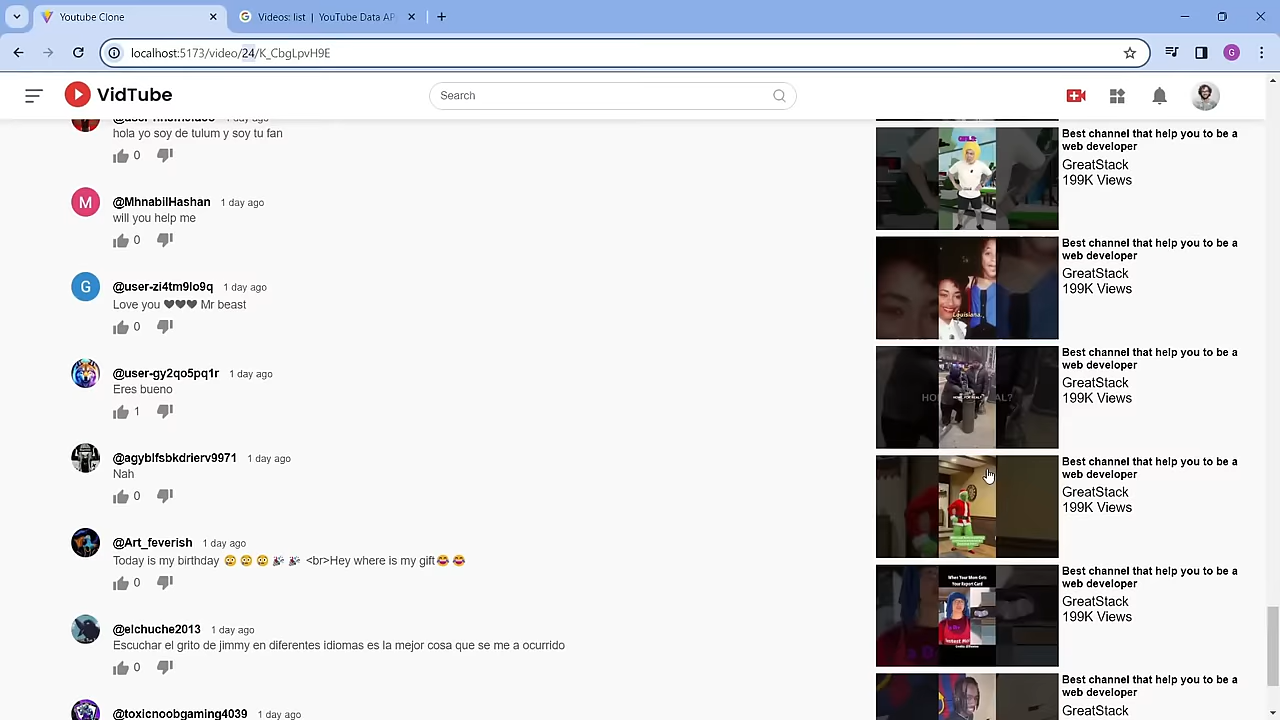 Youtube Clone
Videos: list | YouTube Data AP
localhost:5173/video/24/K_CbgLpvH9E
G
VidTube
Search
hola yo soy de tulum y soy tu fan
0
M
@MhnabilHashan 1 day ago
will you help me
0
G
@user-zi4tm9lo9q 1 day ago
Love you 🖤🖤🖤 Mr beast
0
@user-gy2qo5pq1r 1 day ago
Eres bueno
1
@agyblfsbkdrierv9971 1 day ago
Nah
0
@Art_feverish 1 day ago
Today is my birthday 😳 😳 😳 🎉 🎉 <br>Hey where is my gift😂 😂
0
@elchuche2013 1 day ago
Escuchar el grito de jimmy en diferentes idiomas es la mejor cosa que se me a ocurrido
0
@toxicnoobgaming4039 1 day ago
Best channel that help you to be a
web developer
GreatStack
199K Views
Louisiana.,
Best channel that help you to be a
web developer
GreatStack
199K Views
Best channel that help you to be a
web developer
GreatStack
199K Views
Best channel that help you to be a
web developer
GreatStack
199K Views
When Your Mom Gets
Your Report Card
Best channel that help you to be a
web developer
GreatStack
199K Views
Best channel that help you to be a
web developer
GreatStack